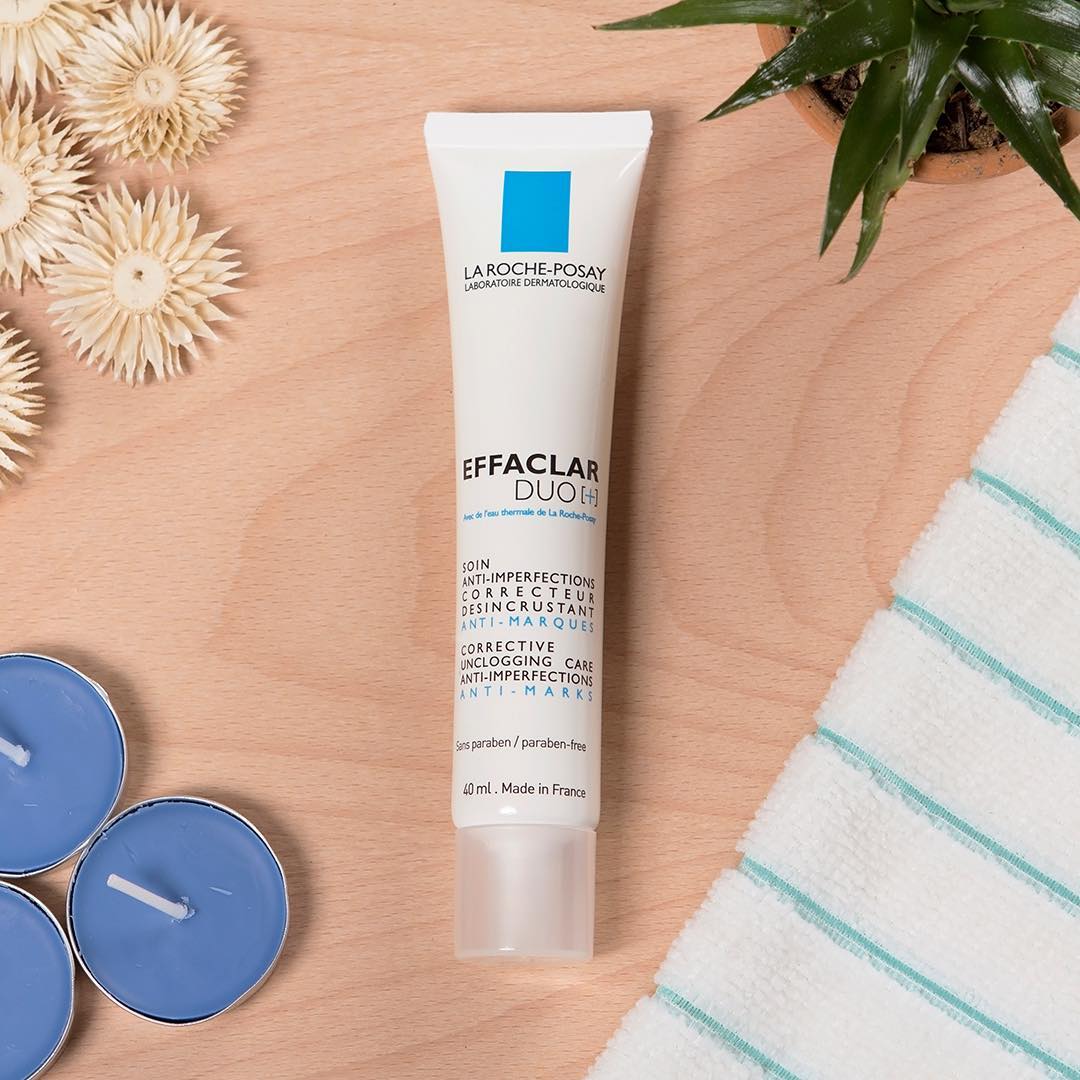 LA ROCHE-POSAY
LABORATOIRE DERMATOLOGIQUE
EFFACLAR
DUO [+]
Avec de l'eau thermale de La Roche-Posay
SOIN
ANTI-IMPERFECTIONS
CORRECTEUR
DESINCRUSTANT
ANTI-MARQUES
CORRECTIVE
UNCLOGGING CARE
ANTI-IMPERFECTIONS
ANTI-MARKS
Sans paraben / paraben-free
40 ml . Made in France